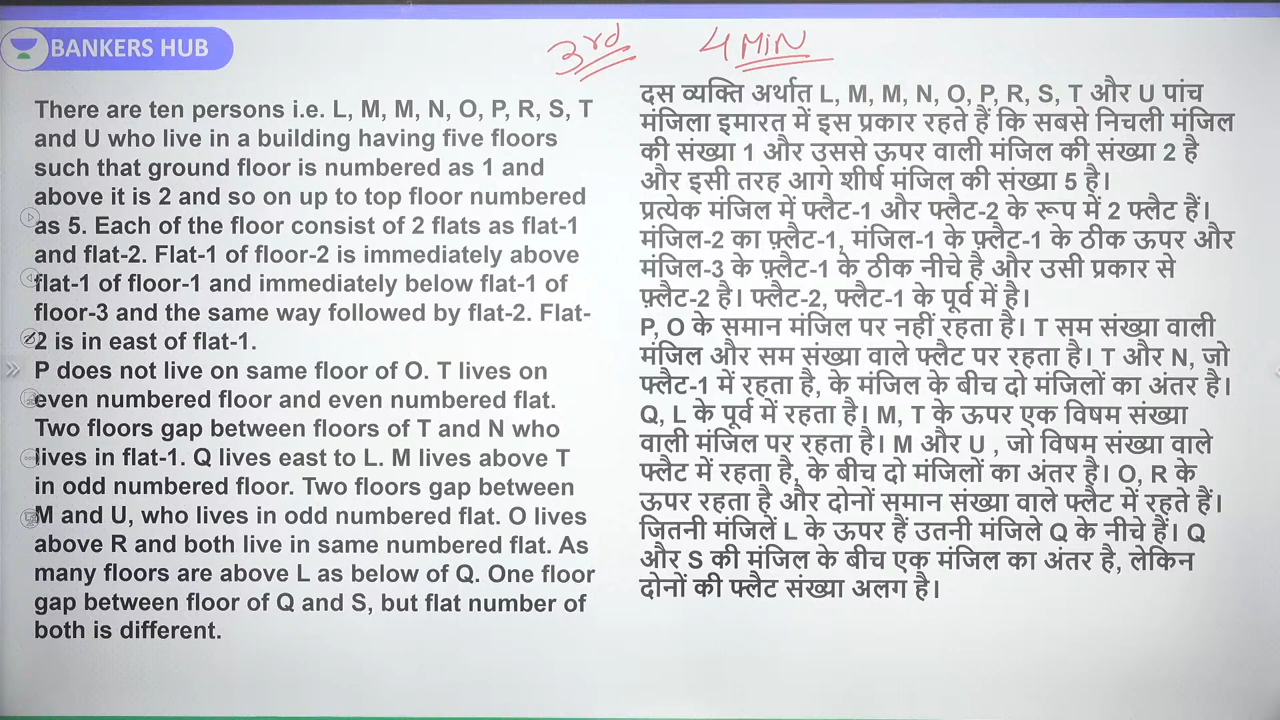 BANKERS HUB
3rd 4 MIN
There are ten persons i.e. L, M, M, N, O, P, R, S, T
and U who live in a building having five floors
such that ground floor is numbered as 1 and
above it is 2 and so on up to top floor numbered
as 5. Each of the floor consist of 2 flats as flat-1
and flat-2. Flat-1 of floor-2 is immediately above
flat-1 of floor-1 and immediately below flat-1 of
floor-3 and the same way followed by flat-2. Flat-
2 is in east of flat-1.
P does not live on same floor of O. T lives on
even numbered floor and even numbered flat.
Two floors gap between floors of T and N who
lives in flat-1. Q lives east to L. M lives above T
in odd numbered floor. Two floors gap between
M and U, who lives in odd numbered flat. O lives
above R and both live in same numbered flat. As
many floors are above L as below of Q. One floor
gap between floor of Q and S, but flat number of
both is different.
दस व्यक्ति अर्थात L, M, M, N, O, P, R, S, T और U पांच
मंजिला इमारत में इस प्रकार रहते हैं कि सबसे निचली मंजिल
की संख्या 1 और उससे ऊपर वाली मंजिल की संख्या 2 है
और इसी तरह आगे शीर्ष मंजिल की संख्या 5 है।
प्रत्येक मंजिल में फ्लैट-1 और फ्लैट-2 के रूप में 2 फ्लैट हैं।
मंजिल-2 का फ़्लैट-1, मंजिल-1 के फ़्लैट-1 के ठीक ऊपर और
मंजिल-3 के फ़्लैट-1 के ठीक नीचे है और उसी प्रकार से
फ़्लैट-2 है। फ्लैट-2, फ्लैट-1 के पूर्व में है।
P, O के समान मंजिल पर नहीं रहता है। T सम संख्या वाली
मंजिल और सम संख्या वाले फ्लैट पर रहता है। T और N, जो
फ्लैट-1 में रहता है, के मंजिल के बीच दो मंजिलों का अंतर है।
Q, L के पूर्व में रहता है। M, T के ऊपर एक विषम संख्या
वाली मंजिल पर रहता है। M और U , जो विषम संख्या वाले
फ्लैट में रहता है, के बीच दो मंजिलों का अंतर है। O, R के
ऊपर रहता है और दोनों समान संख्या वाले फ्लैट में रहते हैं।
जितनी मंजिलें L के ऊपर हैं उतनी मंजिले Q के नीचे हैं। Q
और S की मंजिल के बीच एक मंजिल का अंतर है, लेकिन
दोनों की फ्लैट संख्या अलग है।